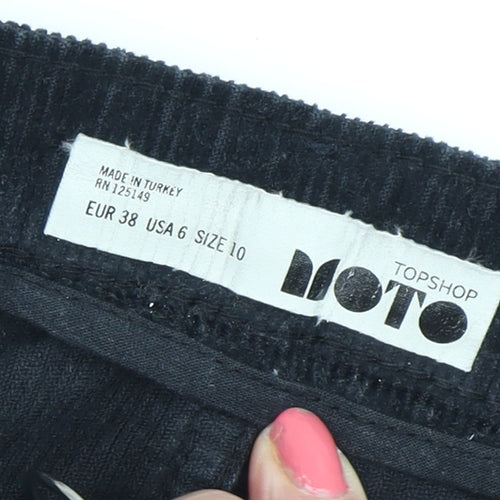 MADE IN TURKEY
RN 125149
EUR 38 USA 6 SIZE 10
TOPSHOP
MOTO